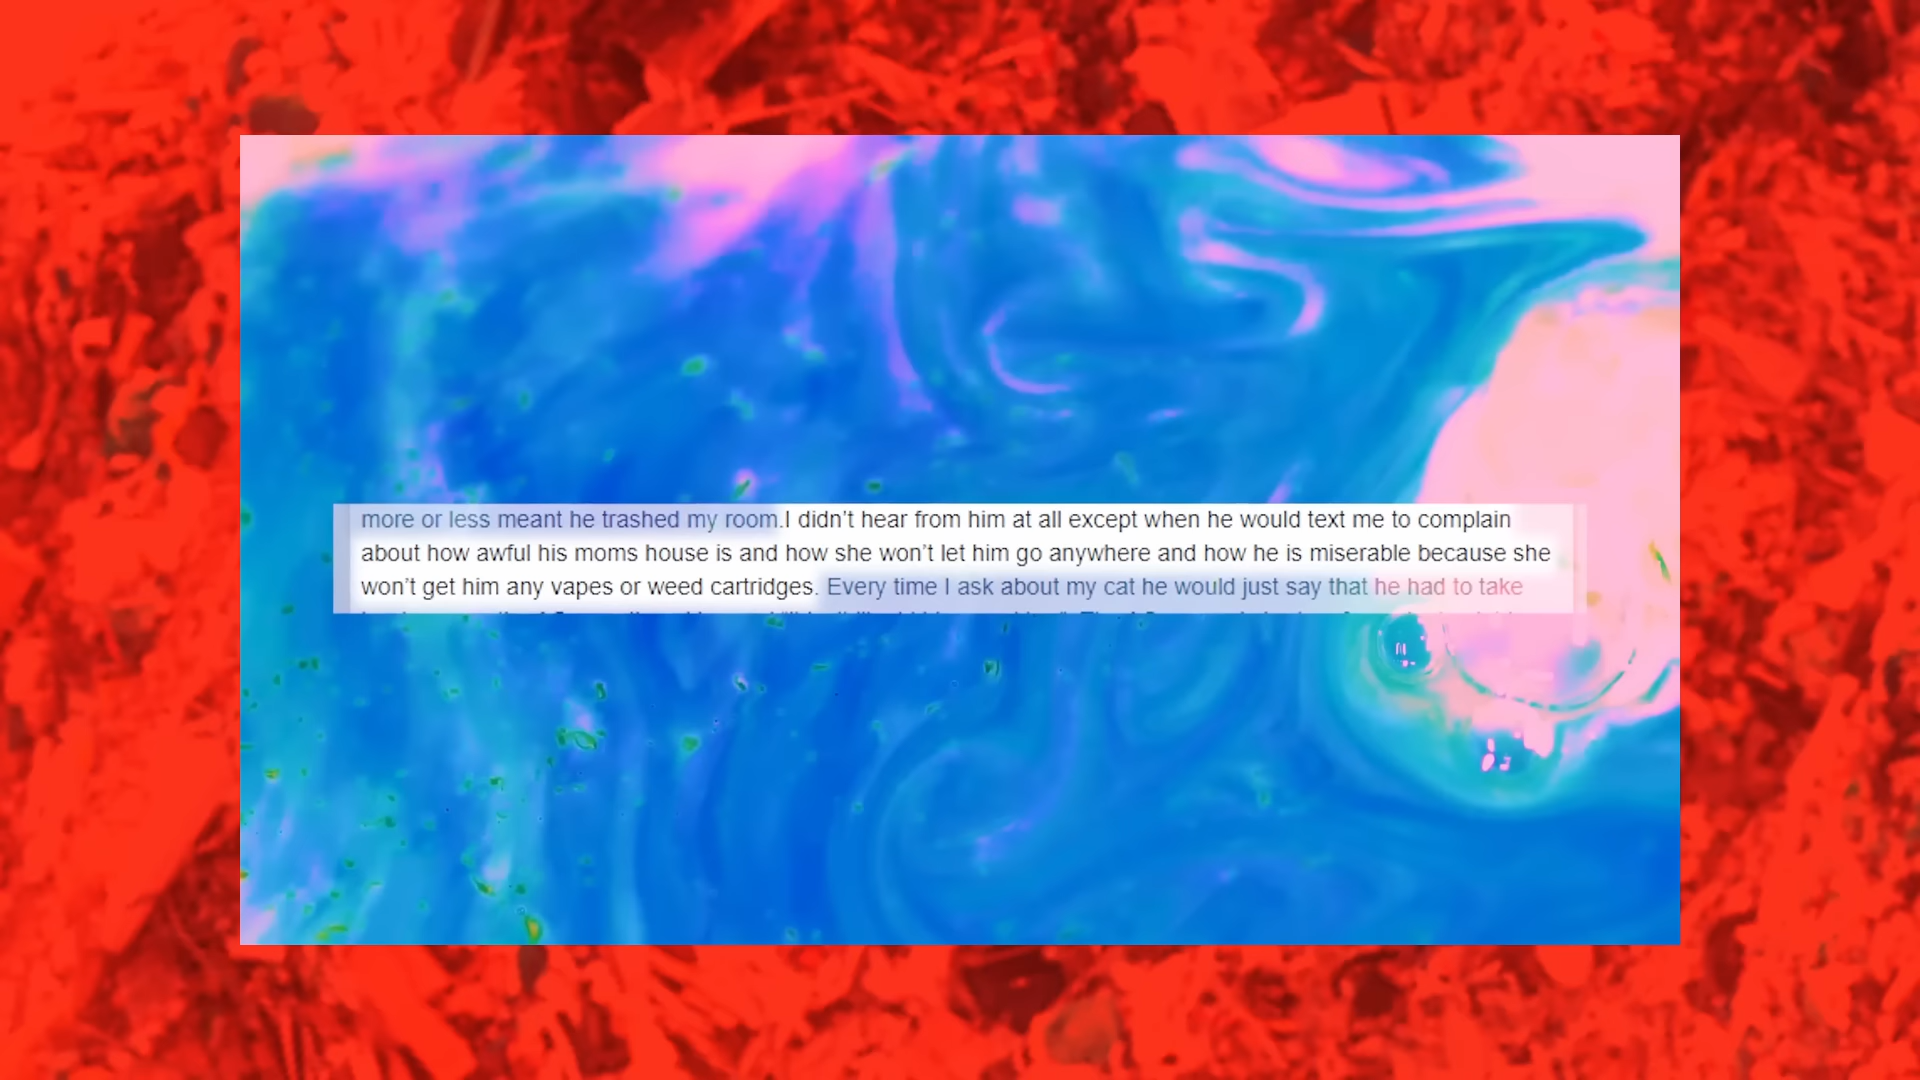 more or less meant he trashed my room.I didn’t hear from him at all except when he would text me to complain
about how awful his moms house is and how she won’t let him go anywhere and how he is miserable because she
won’t get him any vapes or weed cartridges. Every time I ask about my cat he would just say that he had to take